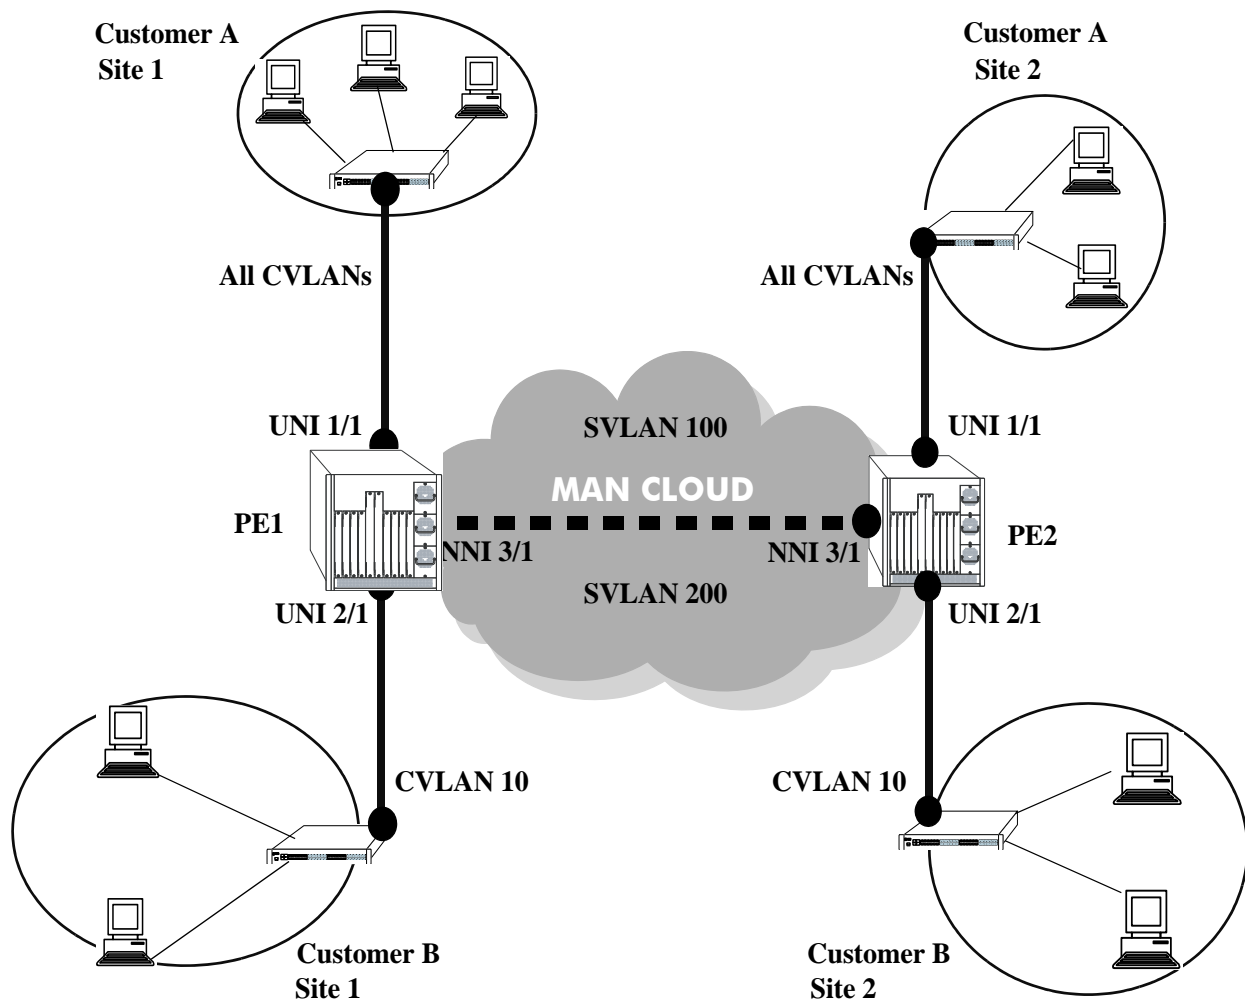 Customer A
Site 1
Customer A
Site 2
All CVLANs
All CVLANs
UNI 1/1
SVLAN 100
UNI 1/1
MAN CLOUD
PE1
NNI 3/1
NNI 3/1
PE2
UNI 2/1
SVLAN 200
UNI 2/1
CVLAN 10
CVLAN 10
Customer B
Site 1
Customer B
Site 2